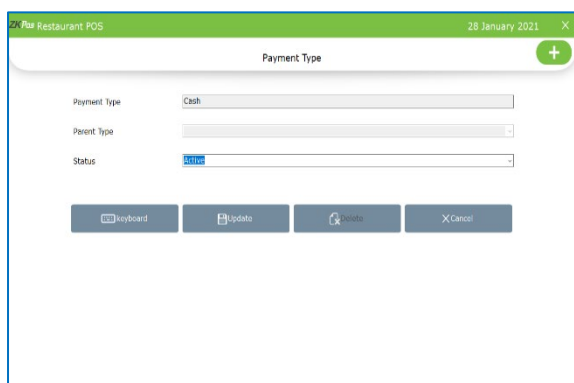 ZKPos Restaurant POS 28 January 2021 X
Payment Type
Payment Type Cash
Parent Type
Status Active
Keyboard Update Delete Cancel